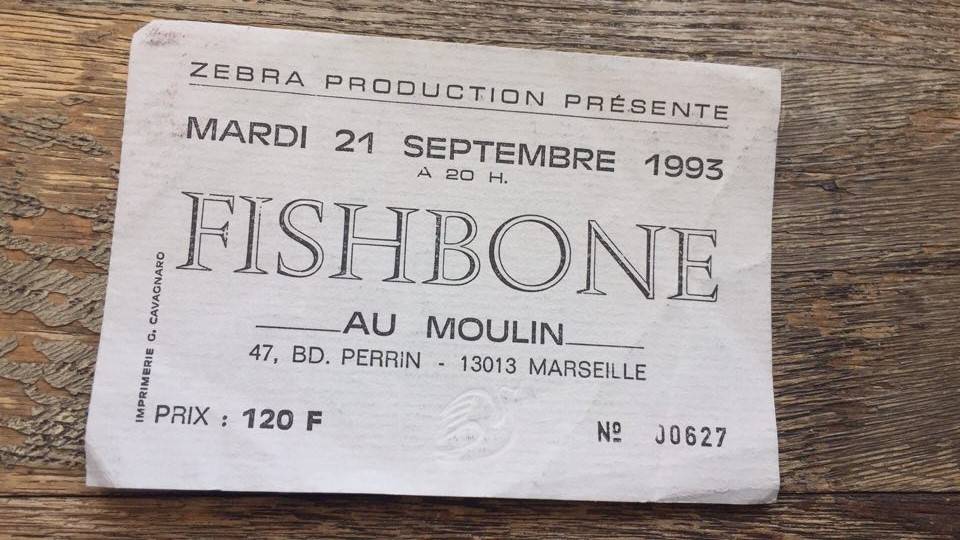 ZEBRA PRODUCTION PRÉSENTE
MARDI 21 SEPTEMBRE 1993
A 20 H.
FISHBONE
AU MOULIN
47, BD. PERRIN - 13013 MARSEILLE
PRIX : 120 F
Nº 00627
IMPRIMERIE G. CAVAGNARO